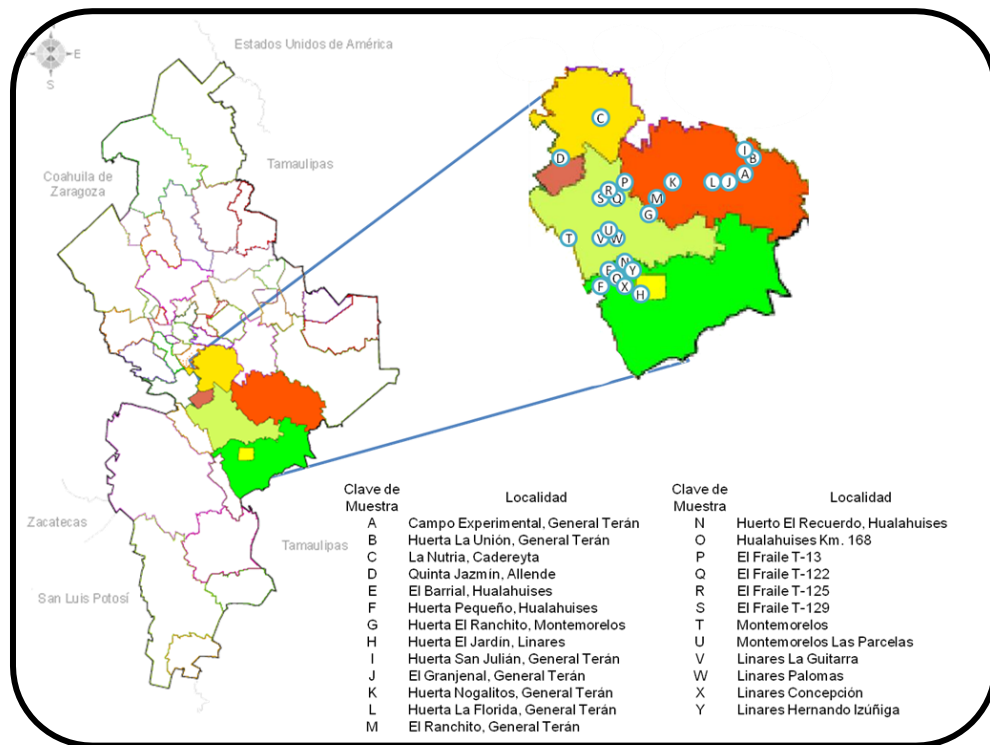 Estados Unidos de América
E
S
Tamaulipas
Coahuila de
Zaragoza
Zacatecas
Tamaulipas
San Luis Potosí
C
D
I
B
A
P
K
L
J
R
S
Q
M
G
U
T
V
W
N
E
Y
O
F
X
H
Clave de Muestra Localidad
A Campo Experimental, General Terán
B Huerta La Unión, General Terán
C La Nutria, Cadereyta
D Quinta Jazmín, Allende
E El Barrial, Hualahuises
F Huerta Pequeño, Hualahuises
G Huerta El Ranchito, Montemorelos
H Huerta El Jardín, Linares
I Huerta San Julián, General Terán
J El Granjenal, General Terán
K Huerta Nogalitos, General Terán
L Huerta La Florida, General Terán
M El Ranchito, General Terán
Clave de Muestra Localidad
N Huerto El Recuerdo, Hualahuises
O Hualahuises Km. 168
P El Fraile T-13
Q El Fraile T-122
R El Fraile T-125
S El Fraile T-129
T Montemorelos
U Montemorelos Las Parcelas
V Linares La Guitarra
W Linares Palomas
X Linares Concepción
Y Linares Hernando Izúñiga